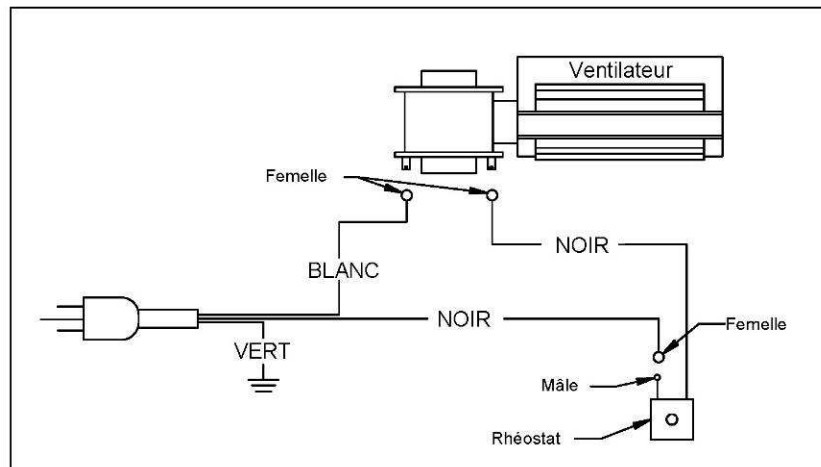 Ventilateur
Femelle
NOIR
BLANC
NOIR
Femelle
VERT
Mâle
Rhéostat